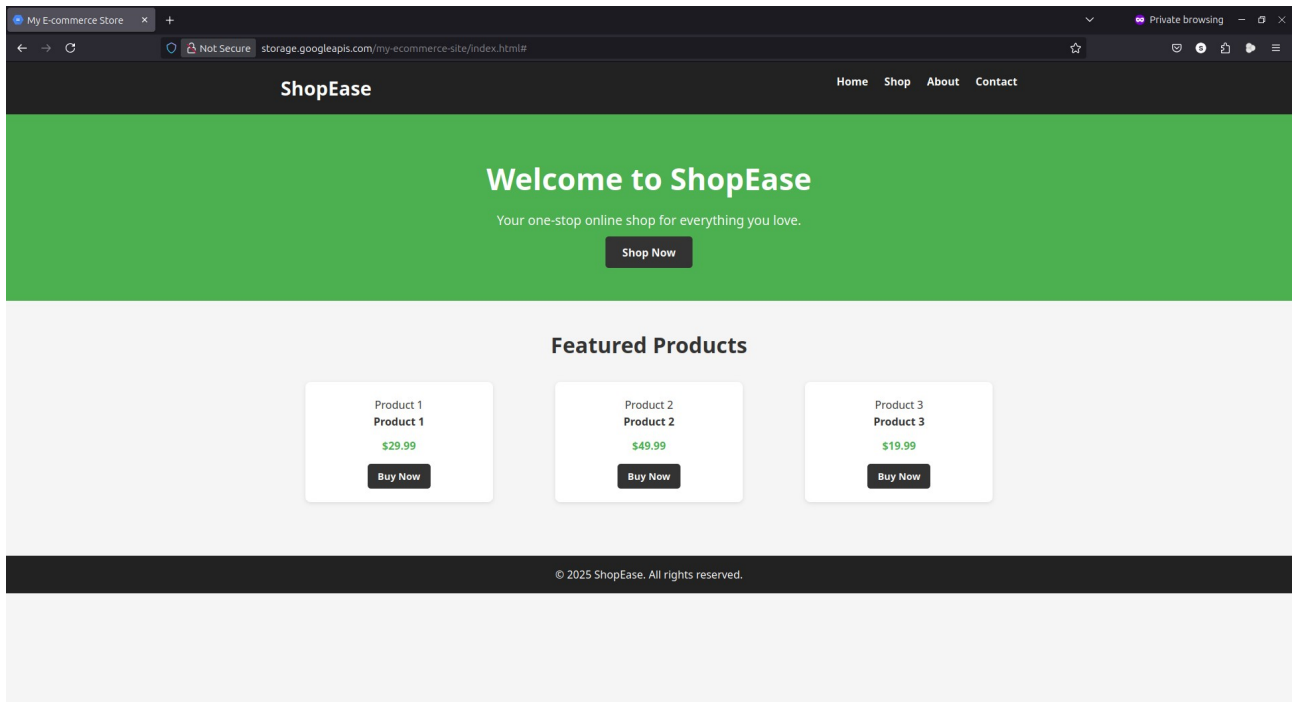 My E-commerce Store
Private browsing
Not Secure storage.googleapis.com/my-ecommerce-site/index.html#
ShopEase
Home Shop About Contact
Welcome to ShopEase
Your one-stop online shop for everything you love.
Shop Now
Featured Products
Product 1 Product 2 Product 3
Product 1 Product 2 Product 3
$29.99 $49.99 $19.99
Buy Now Buy Now Buy Now
© 2025 ShopEase. All rights reserved.